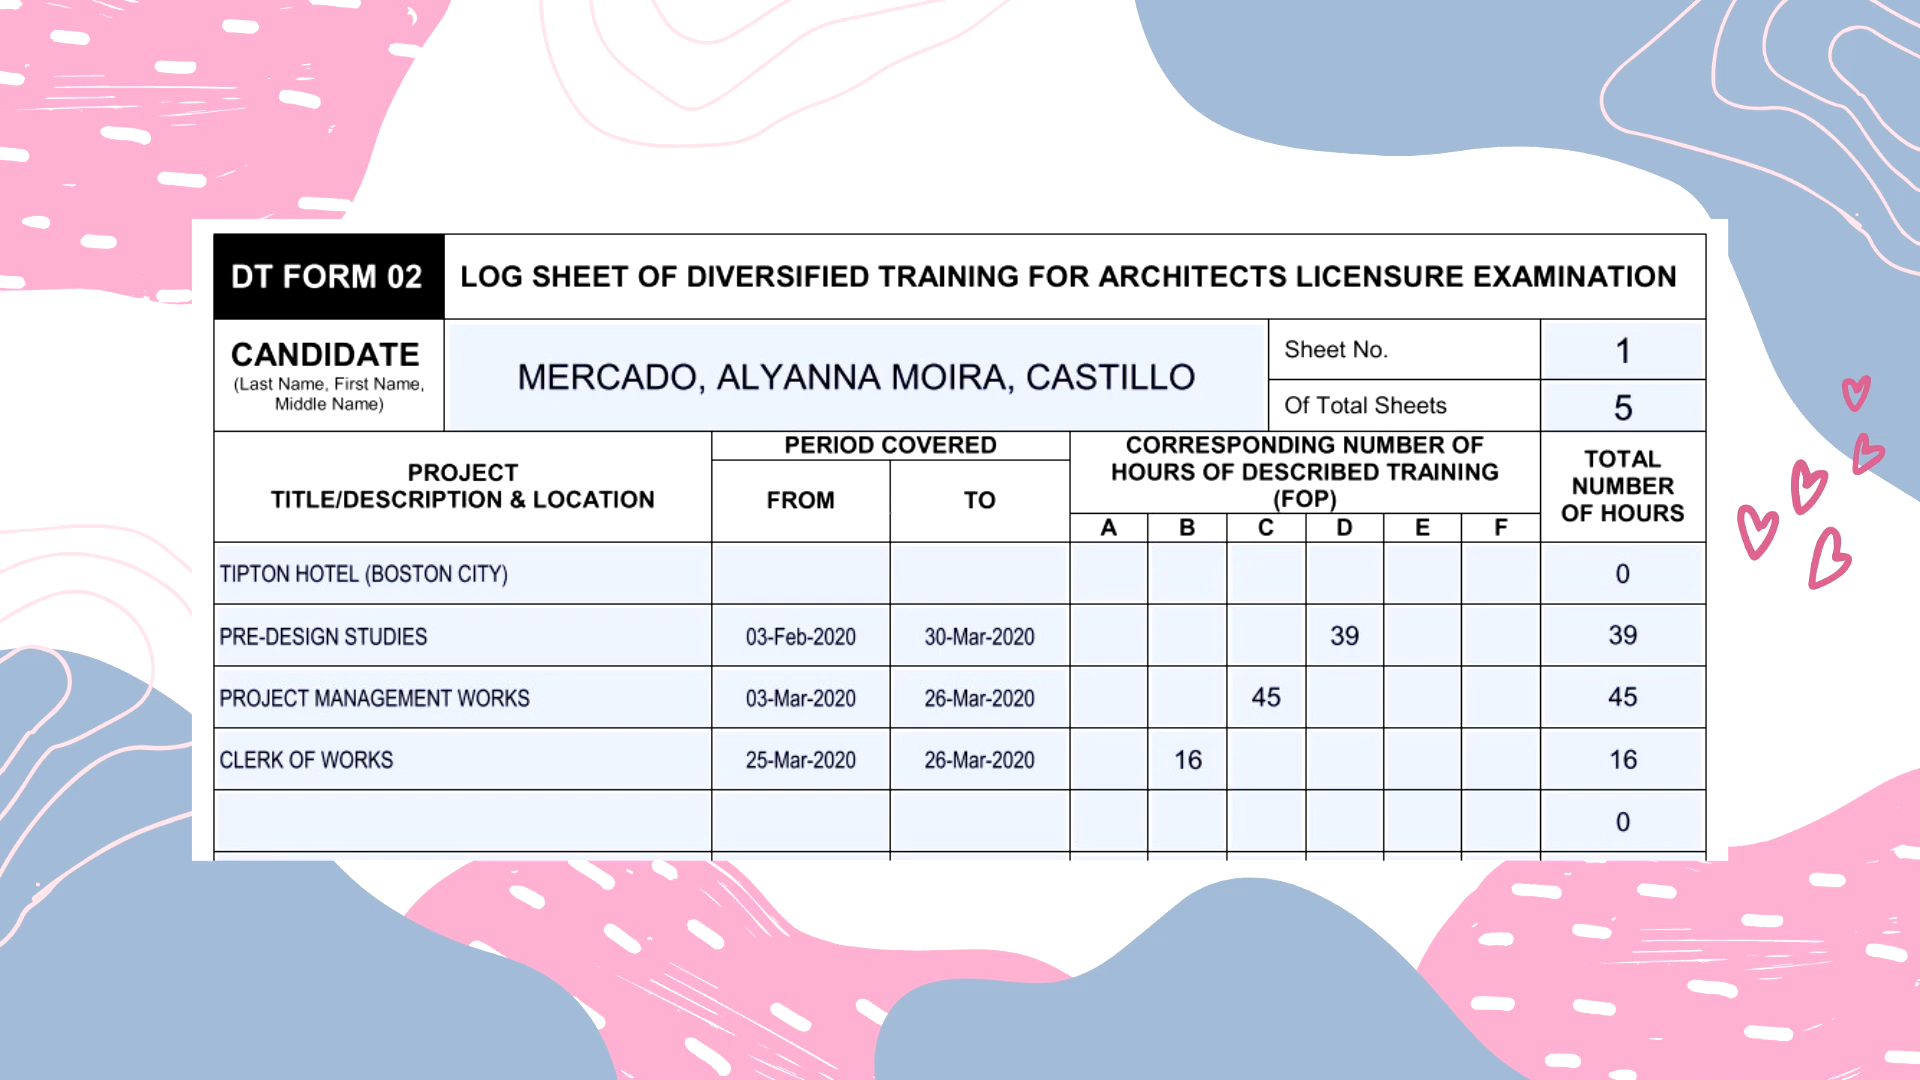 DT FORM 02
LOG SHEET OF DIVERSIFIED TRAINING FOR ARCHITECTS LICENSURE EXAMINATION
CANDIDATE
(Last Name, First Name,
Middle Name)
MERCADO, ALYANNA MOIRA, CASTILLO
Sheet No.
1
Of Total Sheets
5
PROJECT
TITLE/DESCRIPTION & LOCATION
PERIOD COVERED
FROM
TO
CORRESPONDING NUMBER OF
HOURS OF DESCRIBED TRAINING
(FOP)
A B C D E F
TOTAL
NUMBER
OF HOURS
TIPTON HOTEL (BOSTON CITY) 0
PRE-DESIGN STUDIES 03-Feb-2020 30-Mar-2020 39 39
PROJECT MANAGEMENT WORKS 03-Mar-2020 26-Mar-2020 45 45
CLERK OF WORKS 25-Mar-2020 26-Mar-2020 16 16
0